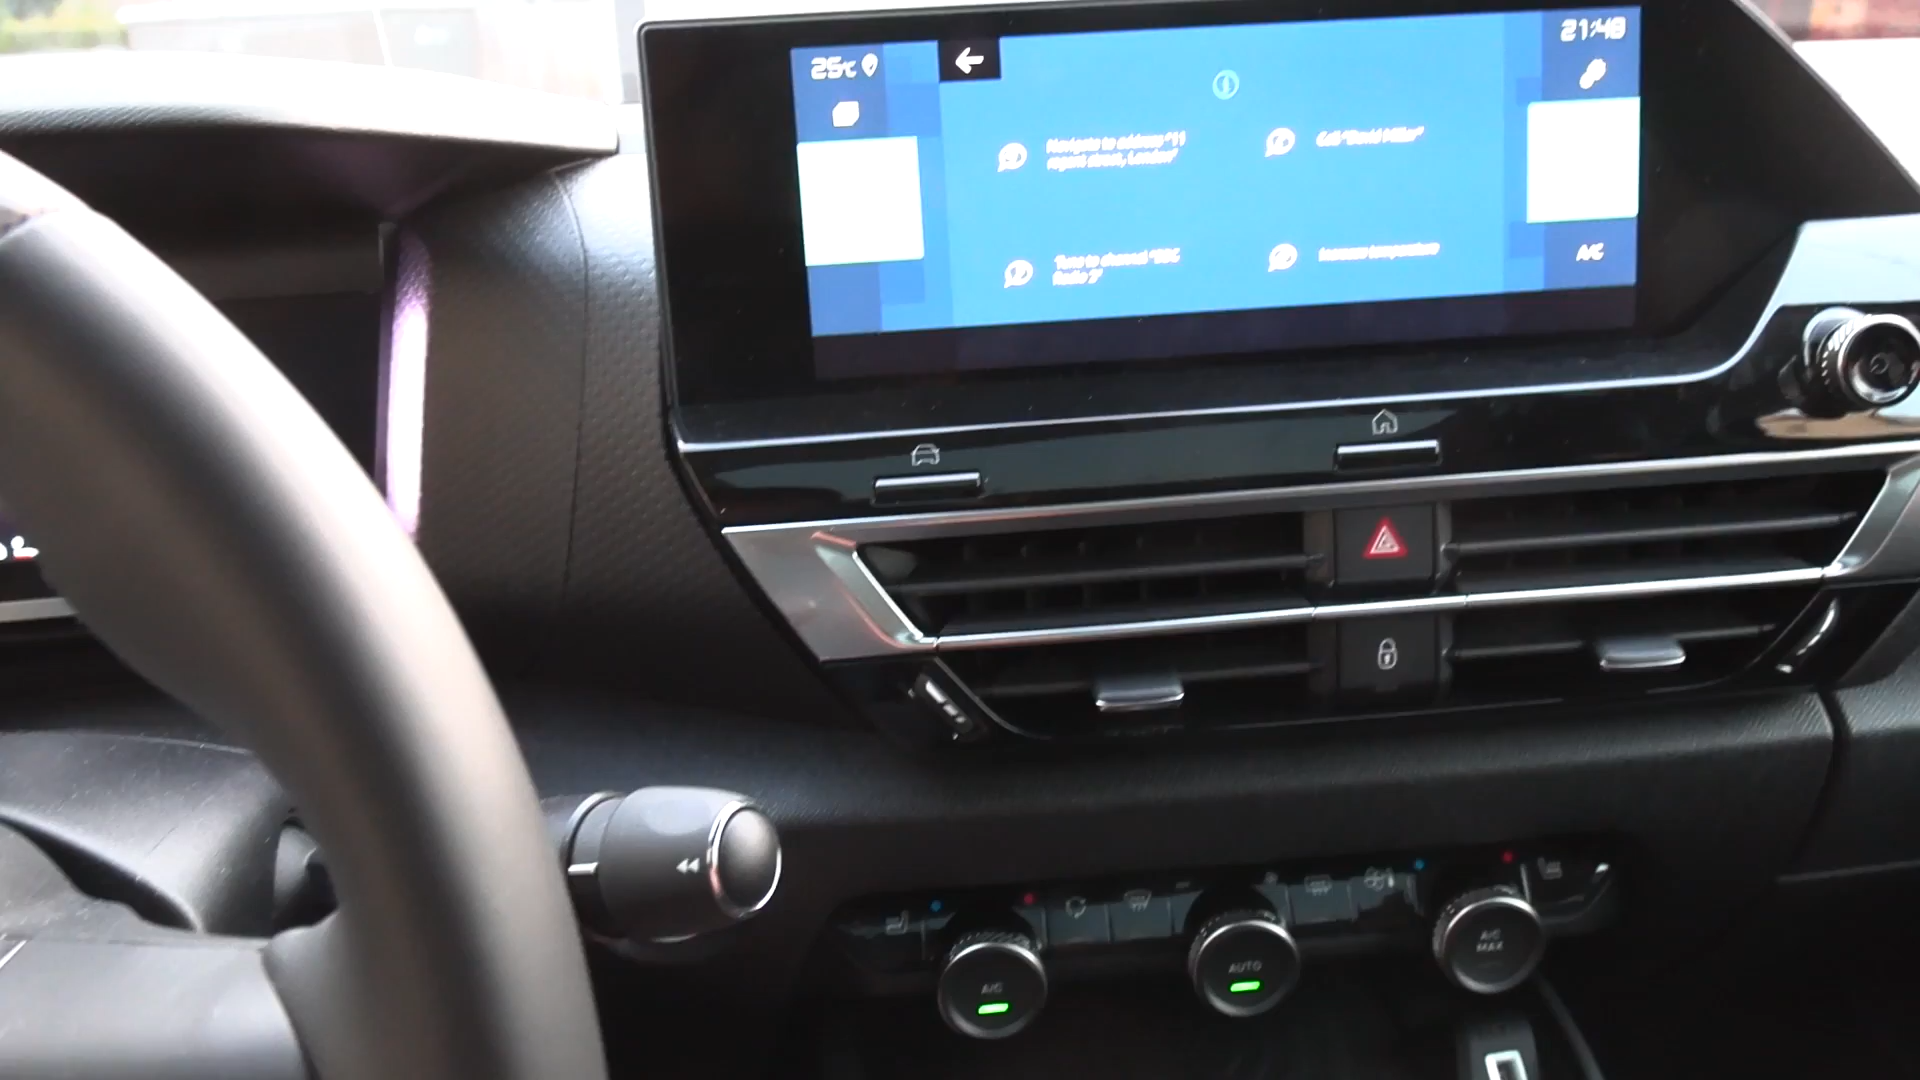 25°C
21:48
Navigate to address "11
regent street, London"
Call "David Miller"
Tune to channel "BBC
Radio 2"
Increase temperature
A/C
A/C
AUTO
A/C
MAX